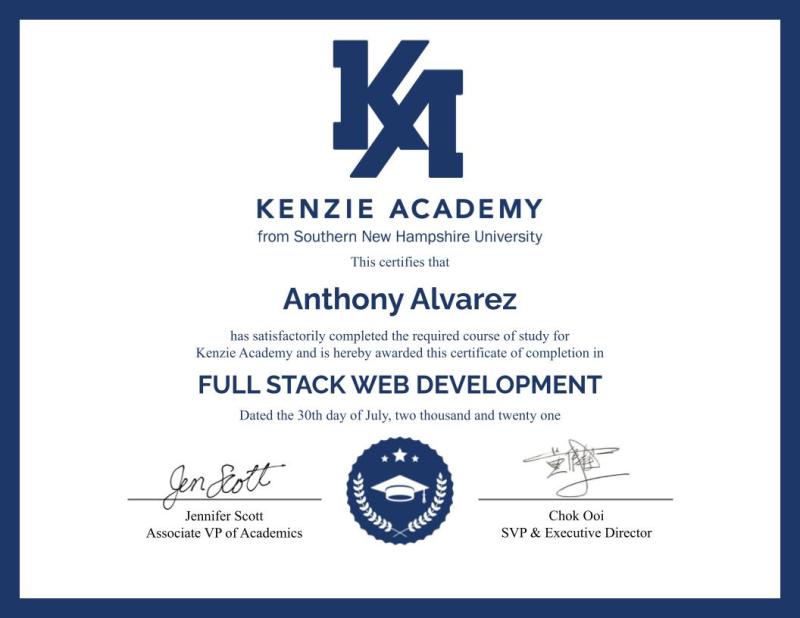 KA
KENZIE ACADEMY
from Southern New Hampshire University
This certifies that
Anthony Alvarez
has satisfactorily completed the required course of study for
Kenzie Academy and is hereby awarded this certificate of completion in
FULL STACK WEB DEVELOPMENT
Dated the 30th day of July, two thousand and twenty one
Jen Scott
Jennifer Scott
Associate VP of Academics
Chok Ooi
SVP & Executive Director